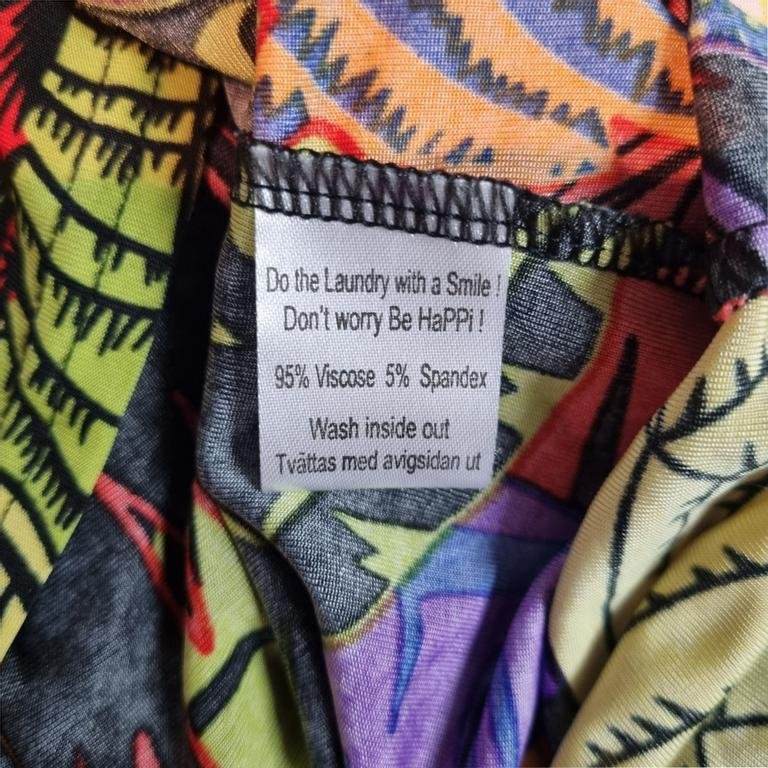 Do the Laundry with a Smile !
Don't worry Be HaPPi !
95% Viscose 5% Spandex
Wash inside out
Tvättas med avigsidan ut